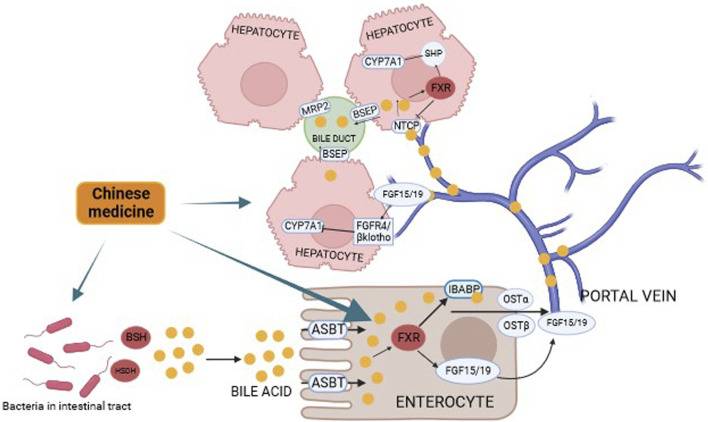 HEPATOCYTE
HEPATOCYTE
CYP7A1
SHP
FXR
MRP2
BSEP
NTCP
BILE DUCT
BSEP
Chinese
medicine
FGF15/19
CYP7A1
FGFR4/
βklotho
HEPATOCYTE
IBABP
OSTα
PORTAL VEIN
ASBT
FXR
OSTβ
FGF15/19
BSH
HSDH
FGF15/19
ASBT
BILE ACID
ENTEROCYTE
Bacteria in intestinal tract